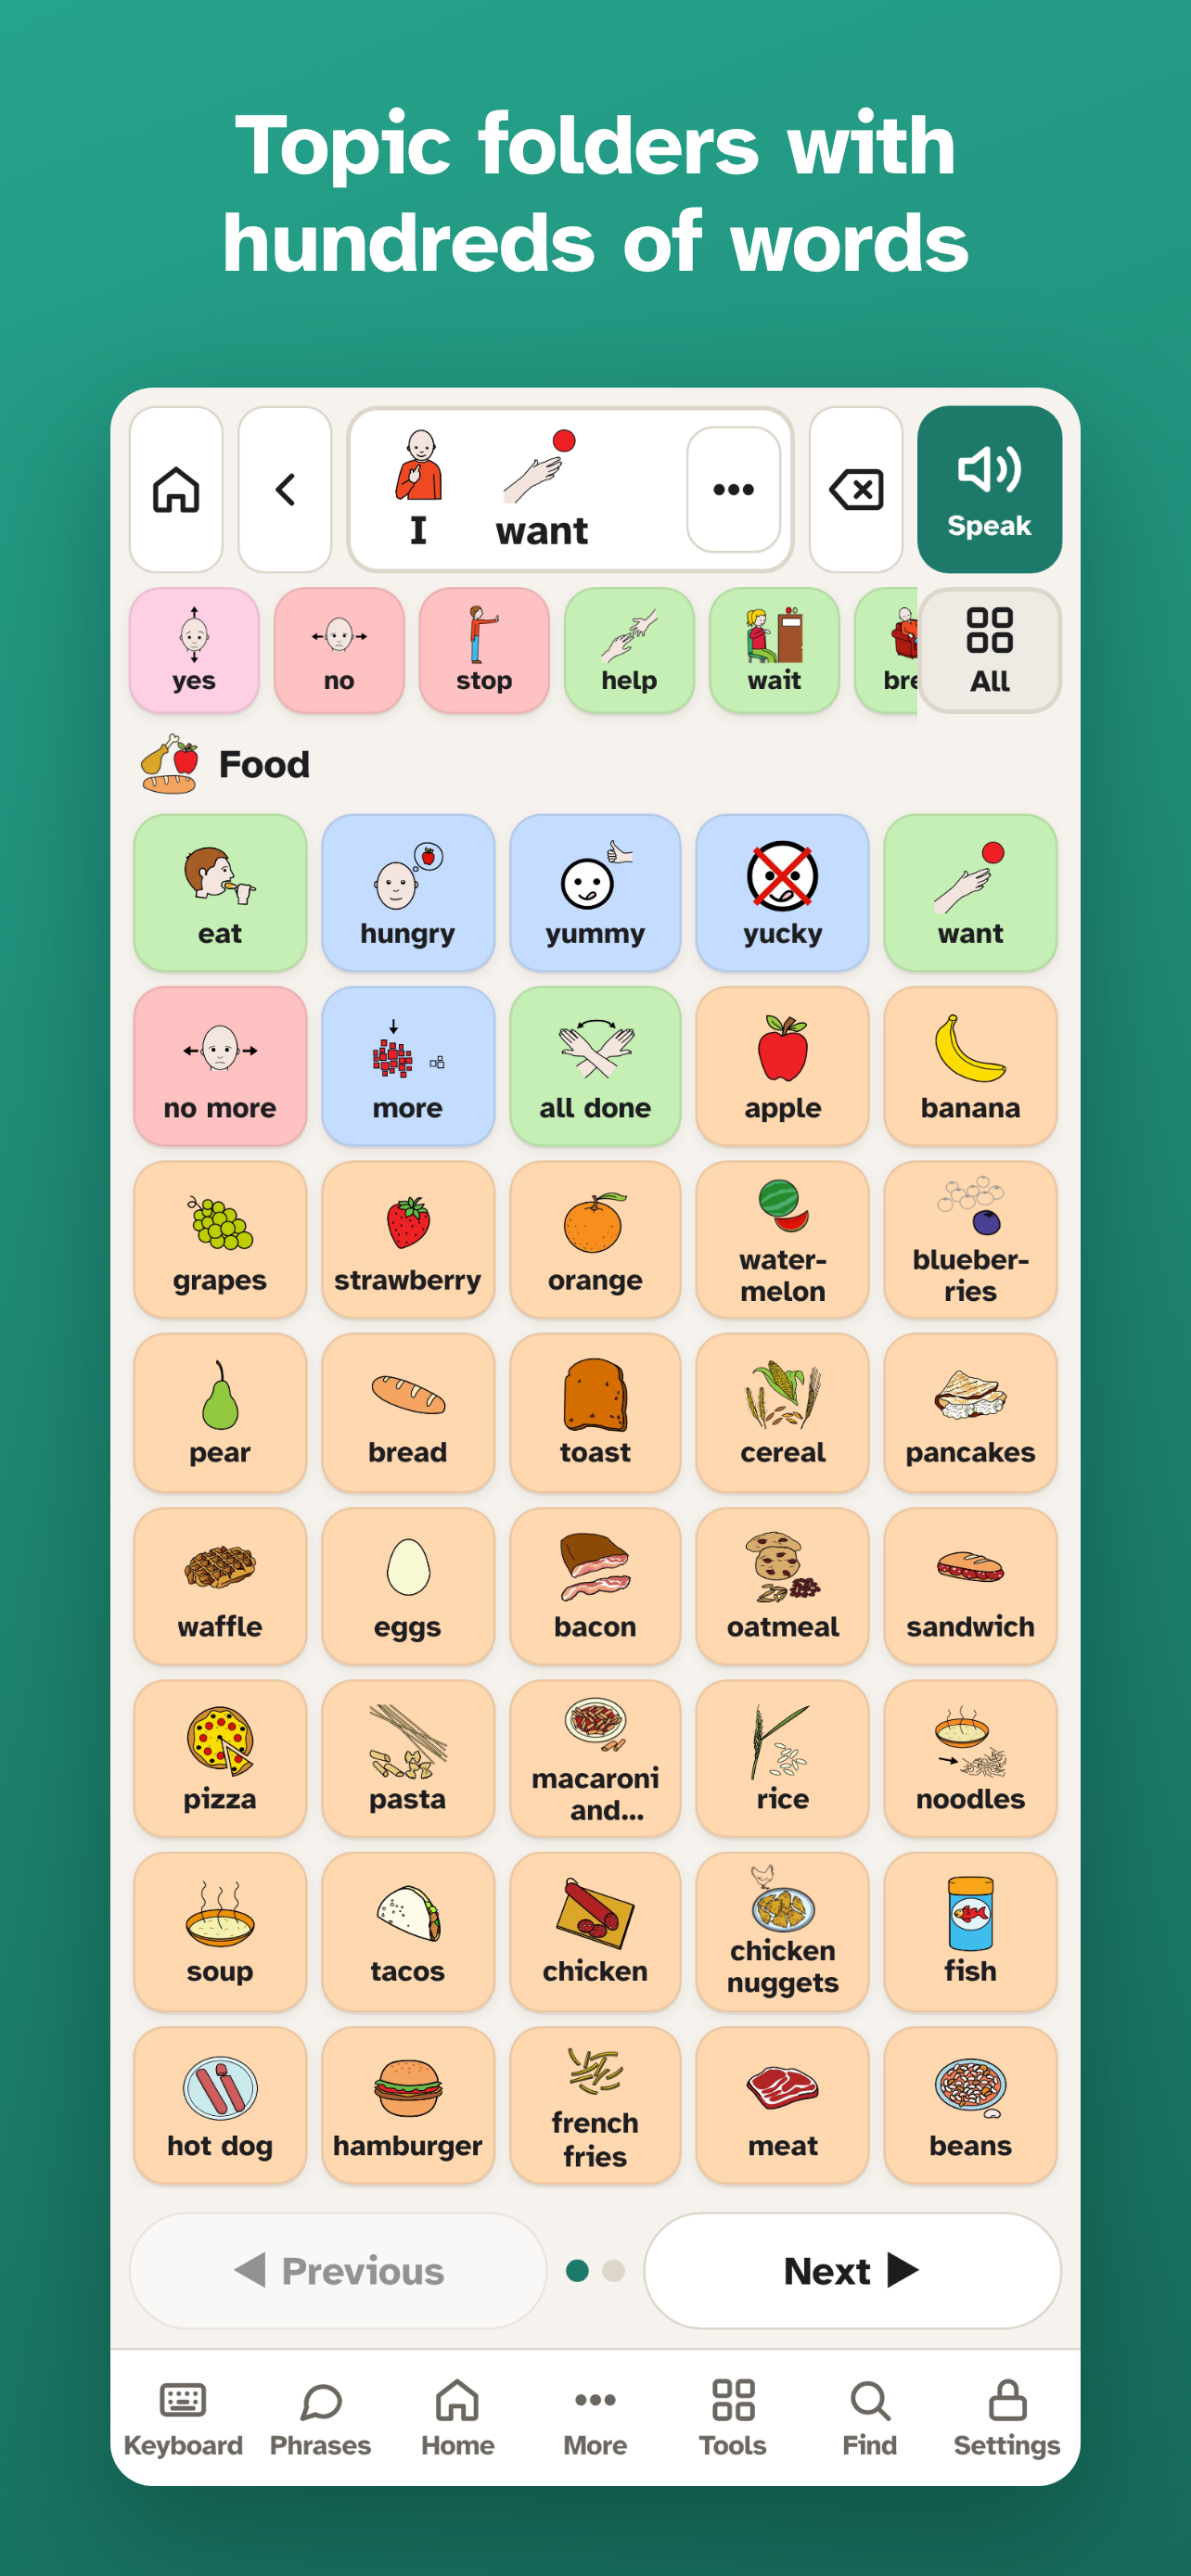 Topic folders with
hundreds of words
I want
Speak
yes no stop help wait bre All
Food
eat hungry yummy yucky want
no more more all done apple banana
grapes strawberry orange water-
melon blueber-
ries
pear bread toast cereal pancakes
waffle eggs bacon oatmeal sandwich
pizza pasta macaroni
and... rice noodles
soup tacos chicken chicken
nuggets fish
hot dog hamburger french
fries meat beans
Previous Next
Keyboard Phrases Home More Tools Find Settings